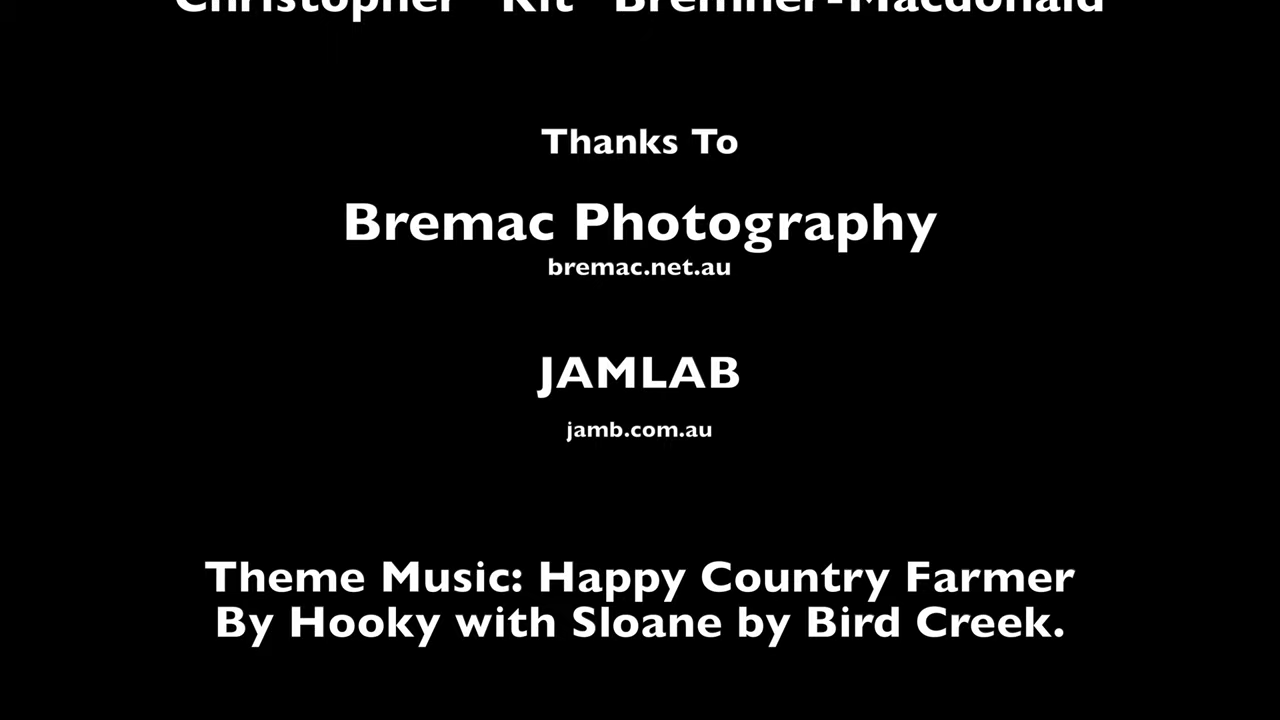 Christopher "Kit" Bremner-Macdonald
Thanks To
Bremac Photography
bremac.net.au
JAMLAB
jamb.com.au
Theme Music: Happy Country Farmer
By Hooky with Sloane by Bird Creek.